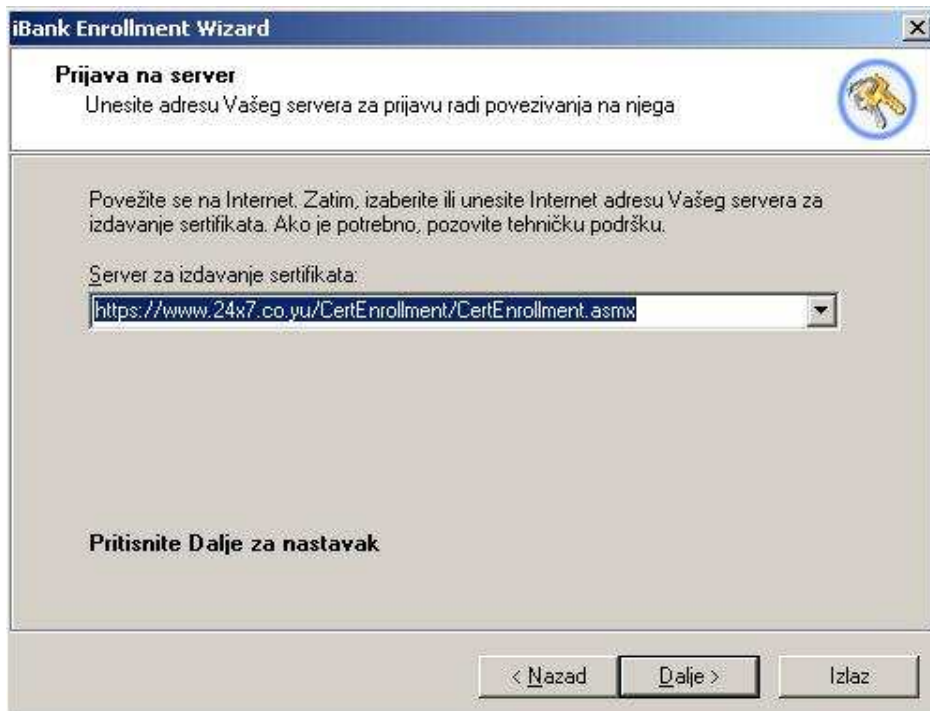 iBank Enrollment Wizard
Prijava na server
Unesite adresu Vašeg servera za prijavu radi povezivanja na njega
Povežite se na Internet. Zatim, izaberite ili unesite Internet adresu Vašeg servera za
izdavanje sertifikata. Ako je potrebno, pozovite tehničku podršku.
Server za izdavanje sertifikata:
https://www.24x7.co.yu/CertEnrollment/CertEnrollment.asmx
Pritisnite Dalje za nastavak
< Nazad Dalje > Izlaz